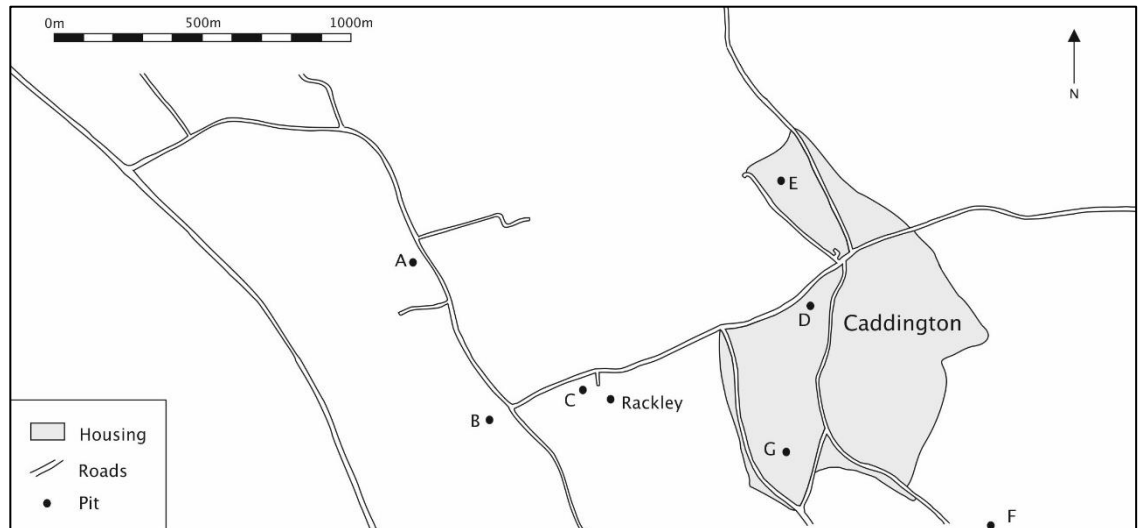 0m 500m 1000m
N
E
A
D
Caddington
C
Rackley
B
G
F
Housing
Roads
Pit